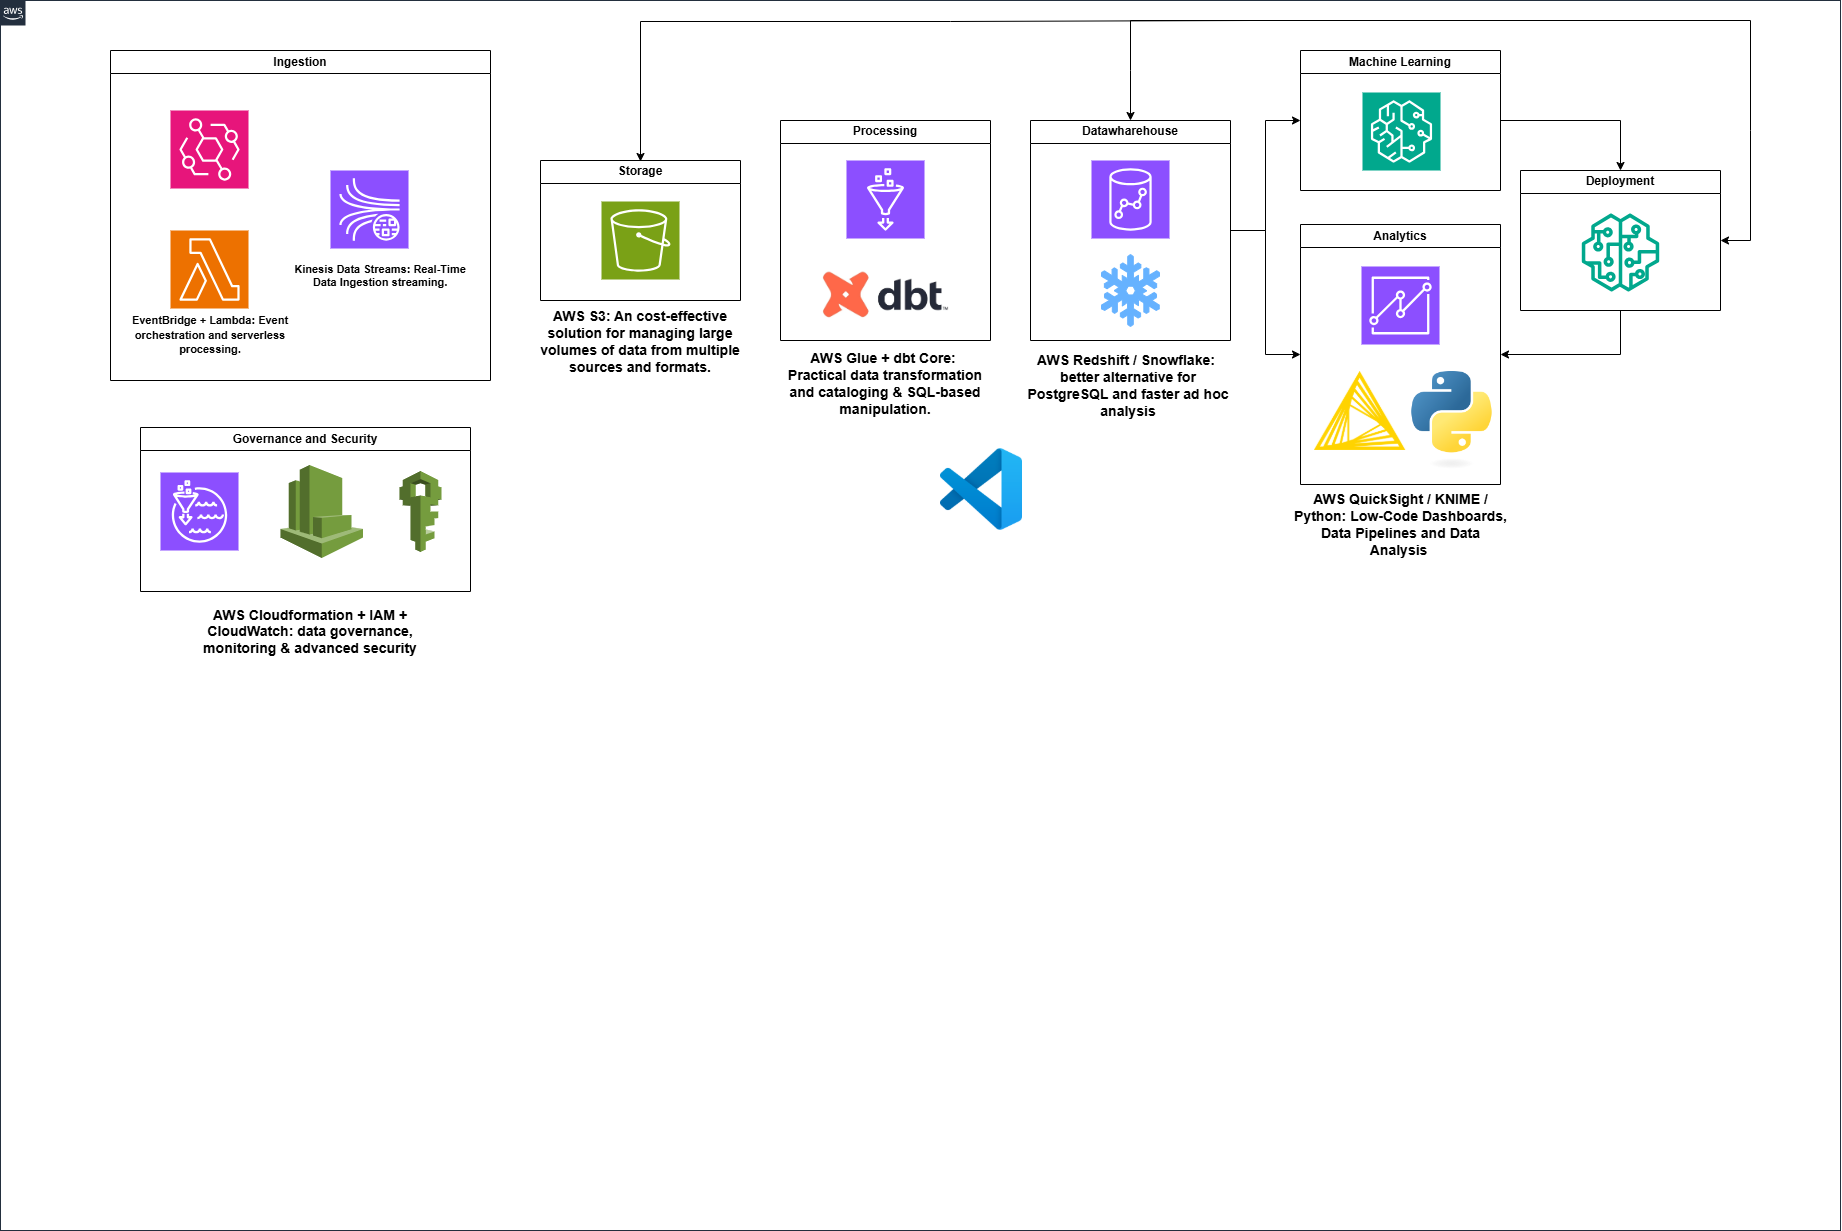 aws
Ingestion
Kinesis Data Streams: Real-Time
Data Ingestion streaming.
EventBridge + Lambda: Event
orchestration and serverless
processing.
Storage
AWS S3: An cost-effective
solution for managing large
volumes of data from multiple
sources and formats.
Processing
dbt™
AWS Glue + dbt Core:
Practical data transformation
and cataloging & SQL-based
manipulation.
Datawharehouse
AWS Redshift / Snowflake:
better alternative for
PostgreSQL and faster ad hoc
analysis
Machine Learning
Analytics
AWS QuickSight / KNIME /
Python: Low-Code Dashboards,
Data Pipelines and Data
Analysis
Deployment
Governance and Security
AWS Cloudformation + IAM +
CloudWatch: data governance,
monitoring & advanced security